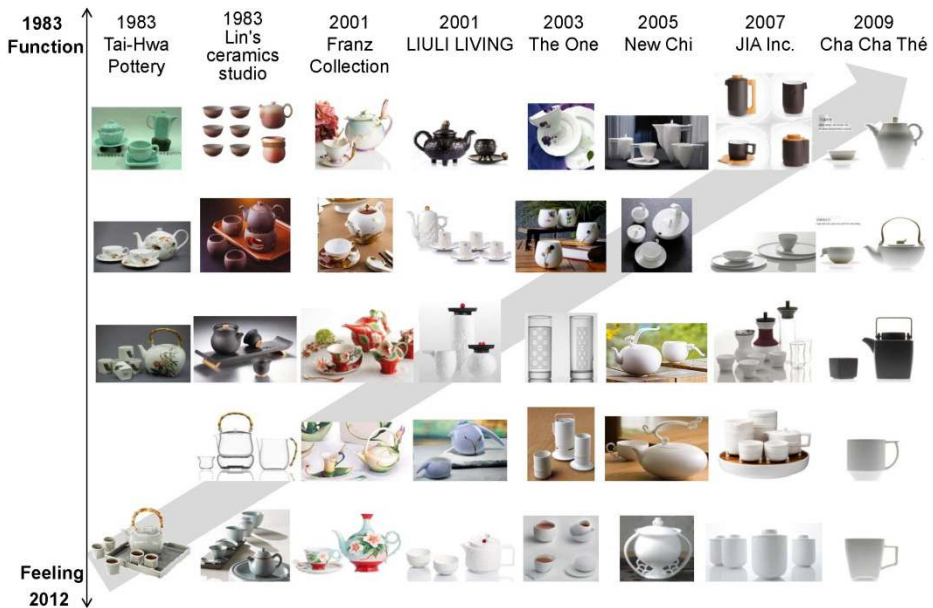 1983
Function
1983
Tai-Hwa
Pottery
1983
Lin's
ceramics
studio
2001
Franz
Collection
2001
LIULI LIVING
2003
The One
2005
New Chi
2007
JIA Inc.
2009
Cha Cha Thé
Feeling
2012